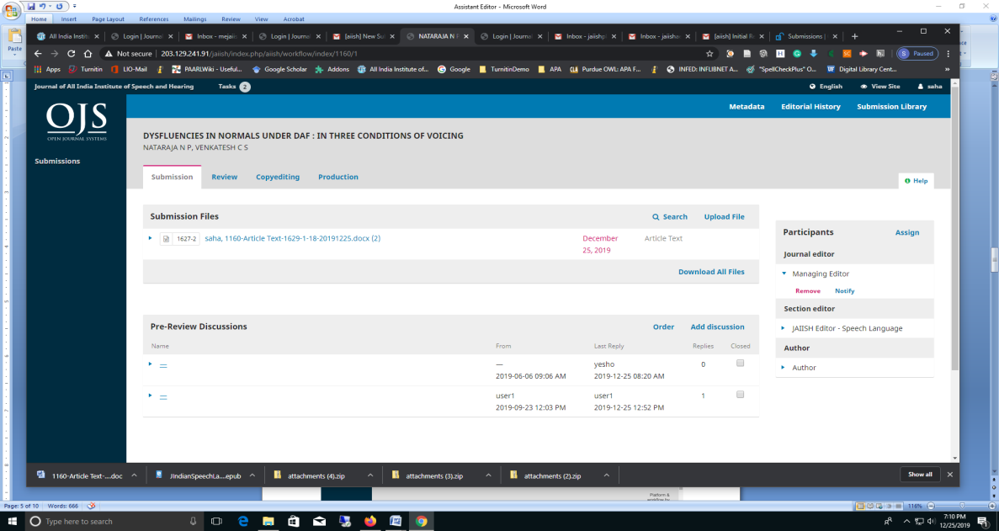 Assistant Editor - Microsoft Word
Home Insert Page Layout References Mailings Review View Acrobat
Paste
All India Institu Login | Journal Inbox - mejain Login | Journa [aiish] New Su NATARAJA N P Login | Journa Inbox - jaiishp Inbox - jaiishec [aiish] Initial R Submissions |
Not secure | 203.129.241.91/jaiish/index.php/aiish/workflow/index/1160/1 Paused
Apps Turnitin LIO-Mail PAARLWiki - Useful... Google Scholar Addons All India Institute of... Google TurnitinDemo APA Purdue OWL: APA F... INFED: INFLIBNET A... "SpellCheckPlus" O... Digital Library Cent... »
Journal of All India Institute of Speech and Hearing Tasks 2 English View Site saha
OJS
OPEN JOURNAL SYSTEMS
Submissions
Metadata Editorial History Submission Library
DYSFLUENCIES IN NORMALS UNDER DAF : IN THREE CONDITIONS OF VOICING
NATARAJA N P, VENKATESH C S
Submission Review Copyediting Production
Help
Submission Files Search Upload File
1627-2 saha, 1160-Article Text-1629-1-18-20191225.docx (2) December 25, 2019 Article Text
Download All Files
Participants Assign
Journal editor
Managing Editor
Remove Notify
Section editor
JAIISH Editor - Speech Language
Author
Author
Pre-Review Discussions Order Add discussion
Name From Last Reply Replies Closed
— — yesho 0
2019-06-06 09:06 AM 2019-12-25 08:20 AM
— user1 user1 1
2019-09-23 12:03 PM 2019-12-25 12:52 PM
1160-Article Text-....doc JIndianSpeechLa....epub attachments (4).zip attachments (3).zip attachments (2).zip Show all
Platform &
workflow by
Page: 5 of 10 Words: 666 116%
Type here to search
7:10 PM
12/25/2019